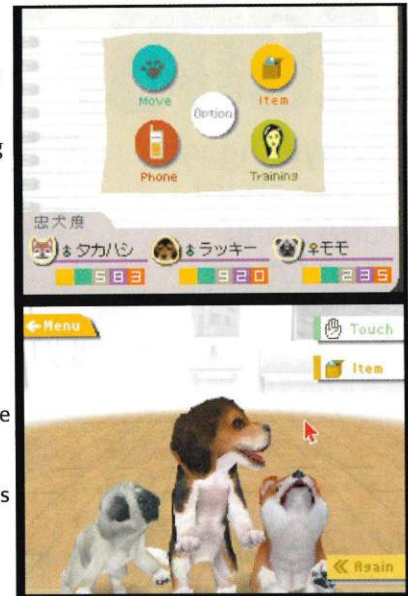 Move
Item
Option
Phone
Training
忠犬度
♂タカハシ ♂ラッキー ♀モモ
583 920 235
←Menu
Touch
Item
≪ Again
g
e
s